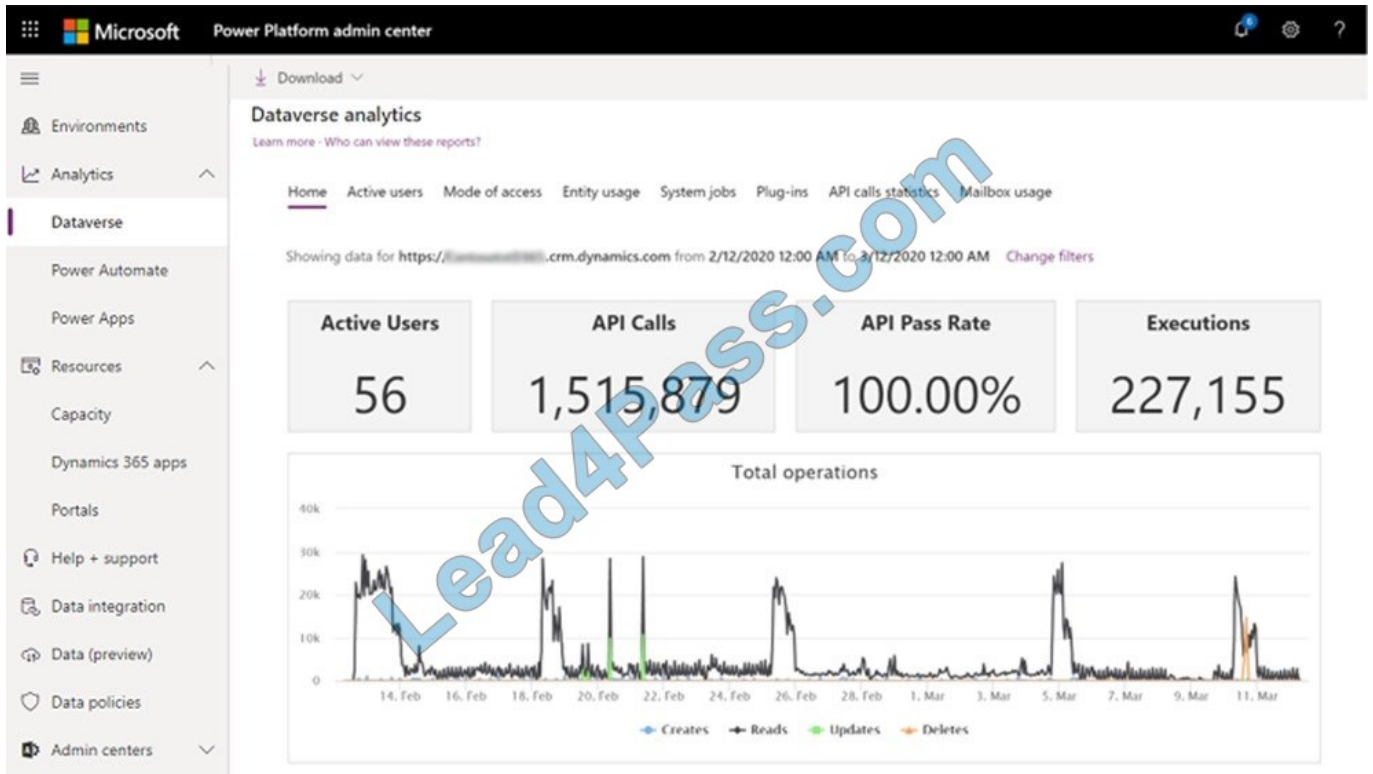 Microsoft Power Platform admin center 6 ?
Download
Environments
Analytics
Dataverse
Power Automate
Power Apps
Resources
Capacity
Dynamics 365 apps
Portals
Help + support
Data integration
Data (preview)
Data policies
Admin centers
Dataverse analytics
Learn more - Who can view these reports?
Home Active users Mode of access Entity usage System jobs Plug-ins API calls statistics Mailbox usage
Showing data for https:/ .crm.dynamics.com from 2/12/2020 12:00 AM to 3/12/2020 12:00 AM Change filters
Active Users
56
API Calls
1,515,879
API Pass Rate
100.00%
Executions
227,155
Total operations
40k
30k
20k
10k
0
14. Feb 16. Feb 18. Feb 20. Feb 22. Feb 24. Feb 26. Feb 28. Feb 1. Mar 3. Mar 5. Mar 7. Mar 9. Mar 11. Mar
Creates Reads Updates Deletes
Lead4Pass.com